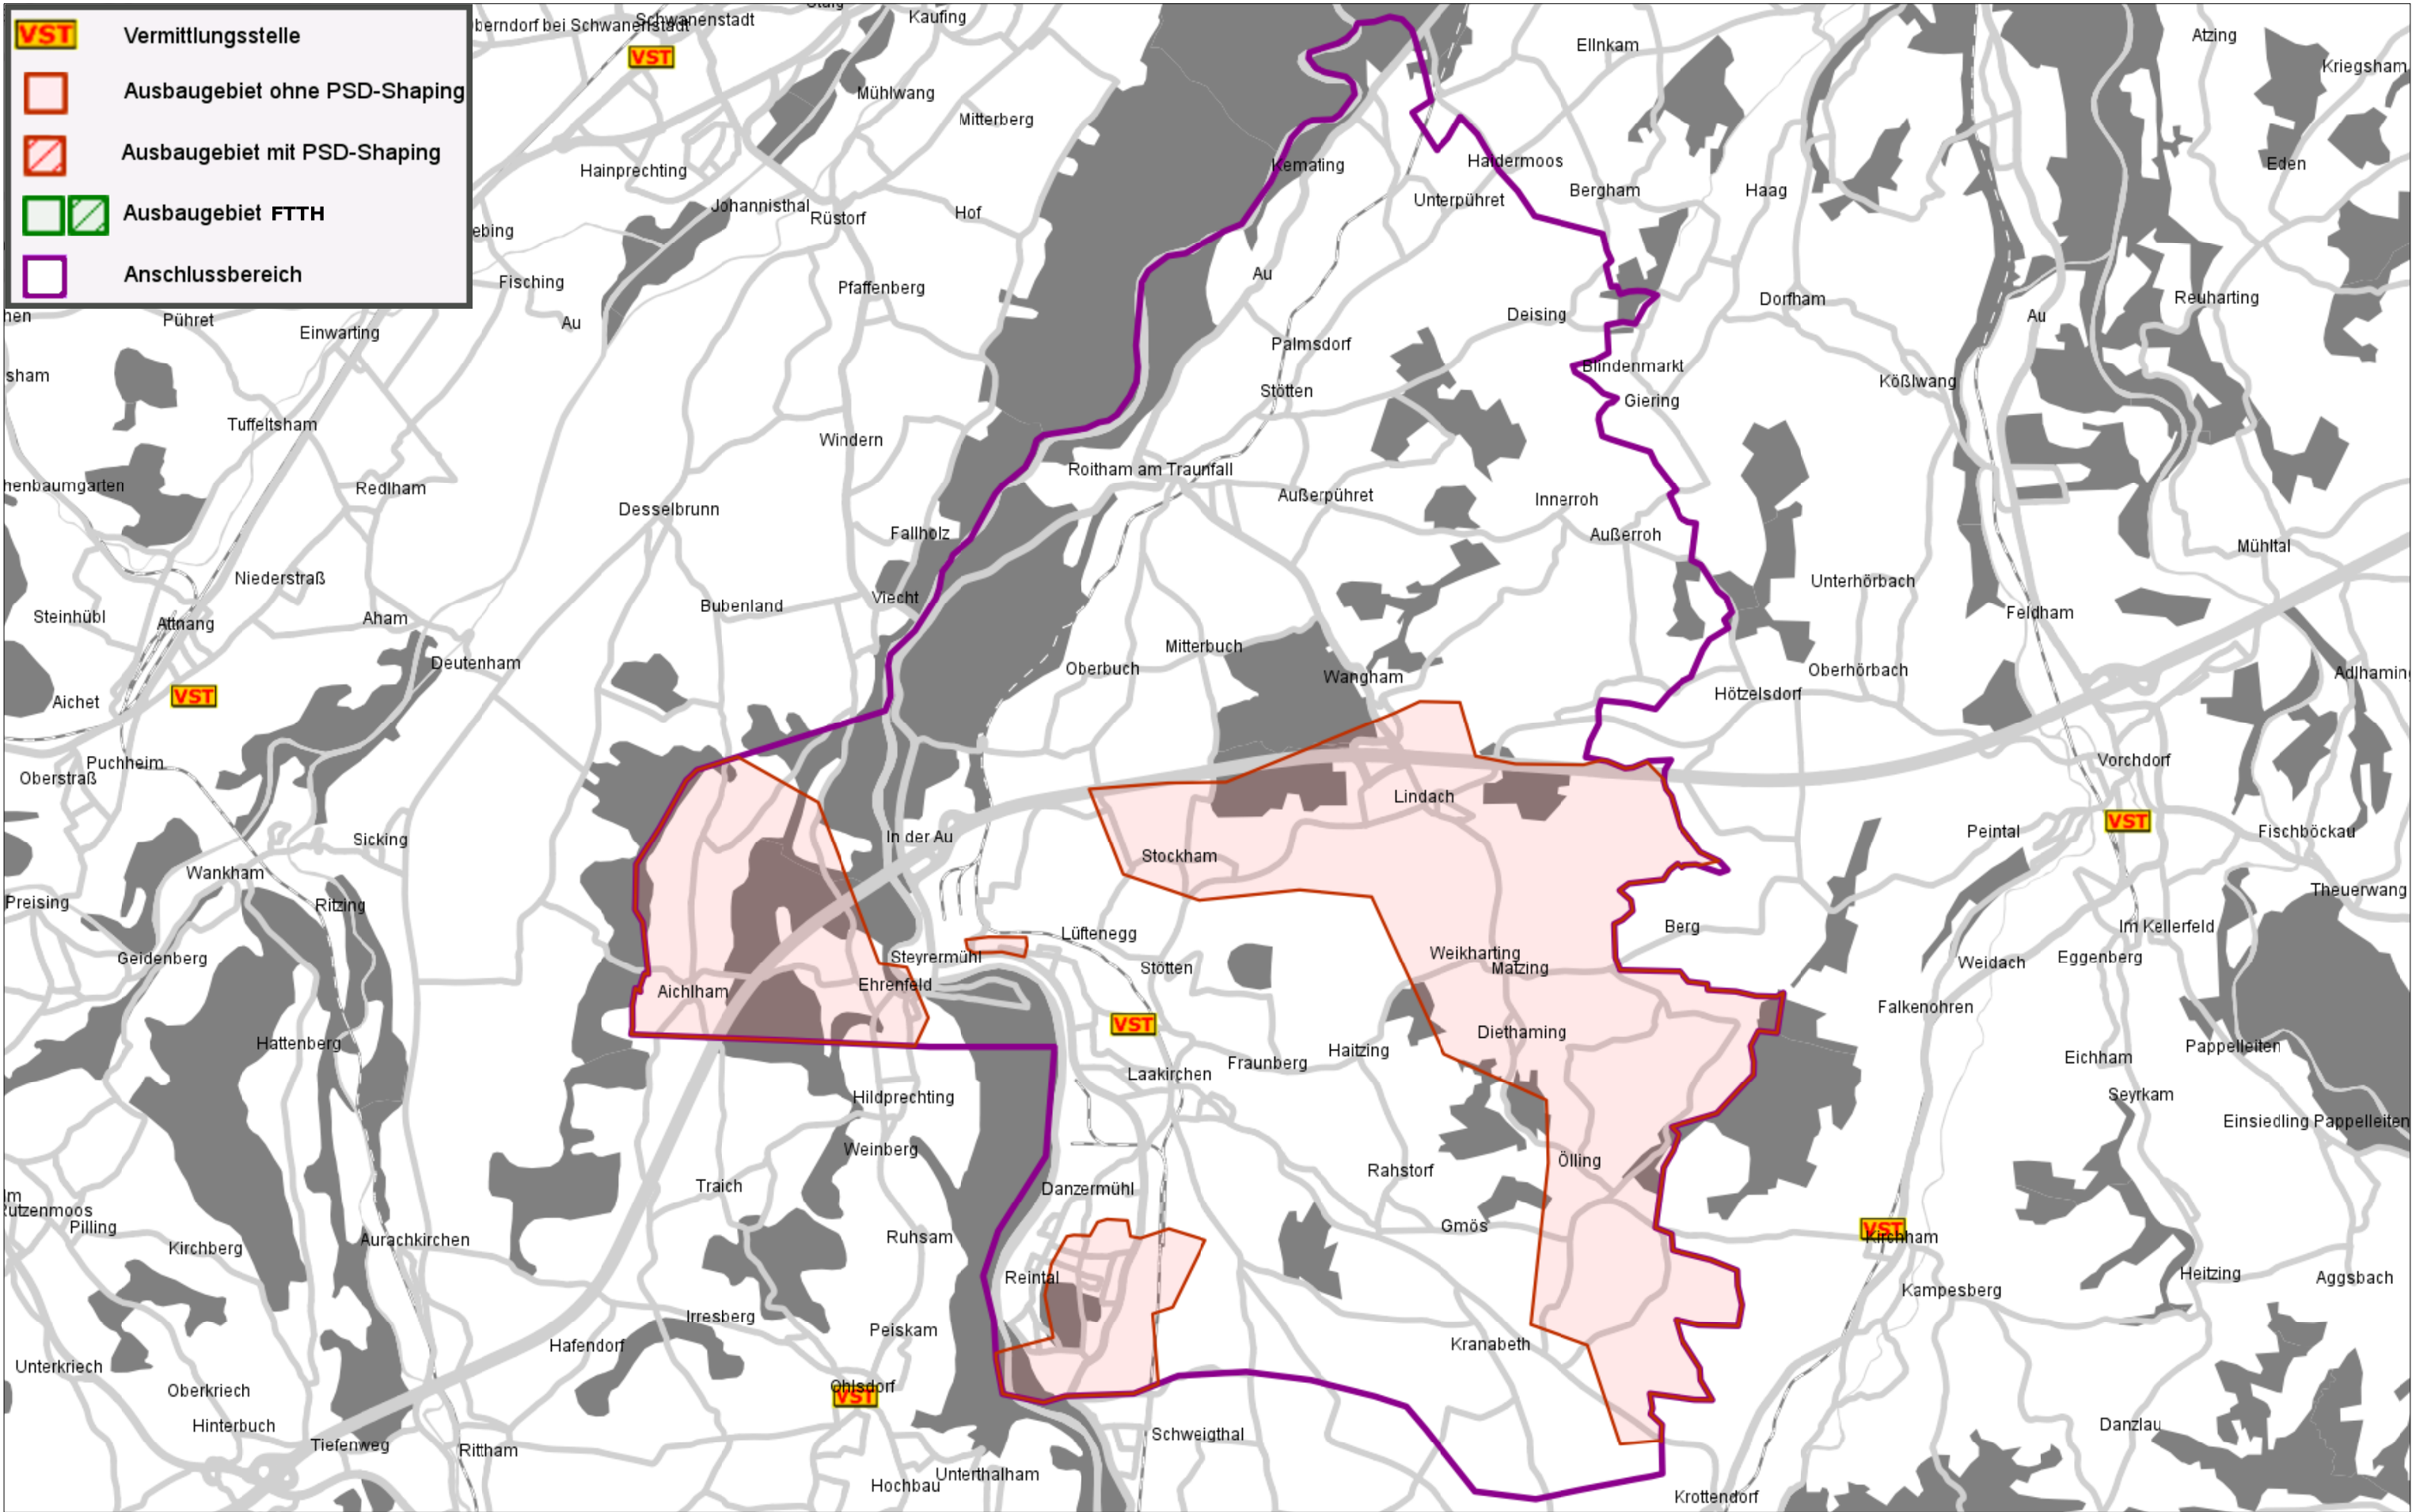 VST Vermittlungsstelle
Ausbaugebiet ohne PSD-Shaping
Ausbaugebiet mit PSD-Shaping
Ausbaugebiet FTTH
Anschlussbereich
Schwanenstadt
Kaufing
VST
Ellnkam
Atzing
Kriegsham
Mühlwang
Mitterberg
Hainprechting
Kemating
Haidermoos
Eden
Unterpühret
Bergham
Haag
Johannisthal
Rüstorf
Hof
Fisching
Pfaffenberg
Au
Deising
Dorfham
Reuharting
Au
Pühret
Einwarting
Au
Palmsdorf
Blindenmarkt
Kößlwang
Stötten
Giering
Tuffeltsham
Windern
Roitham am Traunfall
Redlham
Außerpühret
Innerroh
Desselbrunn
Fallholz
Außerroh
Mühltal
Niederstraß
Unterhörbach
Steinhübl
Attnang
Aham
Bubenland
Viecht
Feldham
Deutenham
Mitterbuch
Oberbuch
Wangham
Oberhörbach
Adlhaming
VST
Aichet
Hötzelsdorf
Puchheim
Oberstraß
Vorchdorf
Lindach
VST
Sicking
In der Au
Peintal
Fischböckau
Stockham
Wankham
Theuerwang
Preising
Ritzing
Berg
Im Kellerfeld
Lüftenegg
Geidenberg
Steyrermühl
Weikharting
Matzing
Stötten
Weidach
Eggenberg
Aichlham
Ehrenfeld
Falkenohren
VST
Diethaming
Hattenberg
Haitzing
Fraunberg
Eichham
Pappelleiten
Laakirchen
Hildprechting
Seyrkam
Einsiedling Pappelleiten
Weinberg
Ölling
Rahstorf
Traich
Danzermühl
Pilling
Gmös
VST
Kirchham
Kirchberg
Aurachkirchen
Ruhsam
Reintal
Heitzing
Aggsbach
Kampesberg
Irresberg
Peiskam
Hafendorf
Kranabeth
Unterkriech
Oberkriech
Ohlsdorf
VST
Hinterbuch
Tiefenweg
Rittham
Schweigthal
Danzlau
Unterthalham
Hochbau
Krottendorf